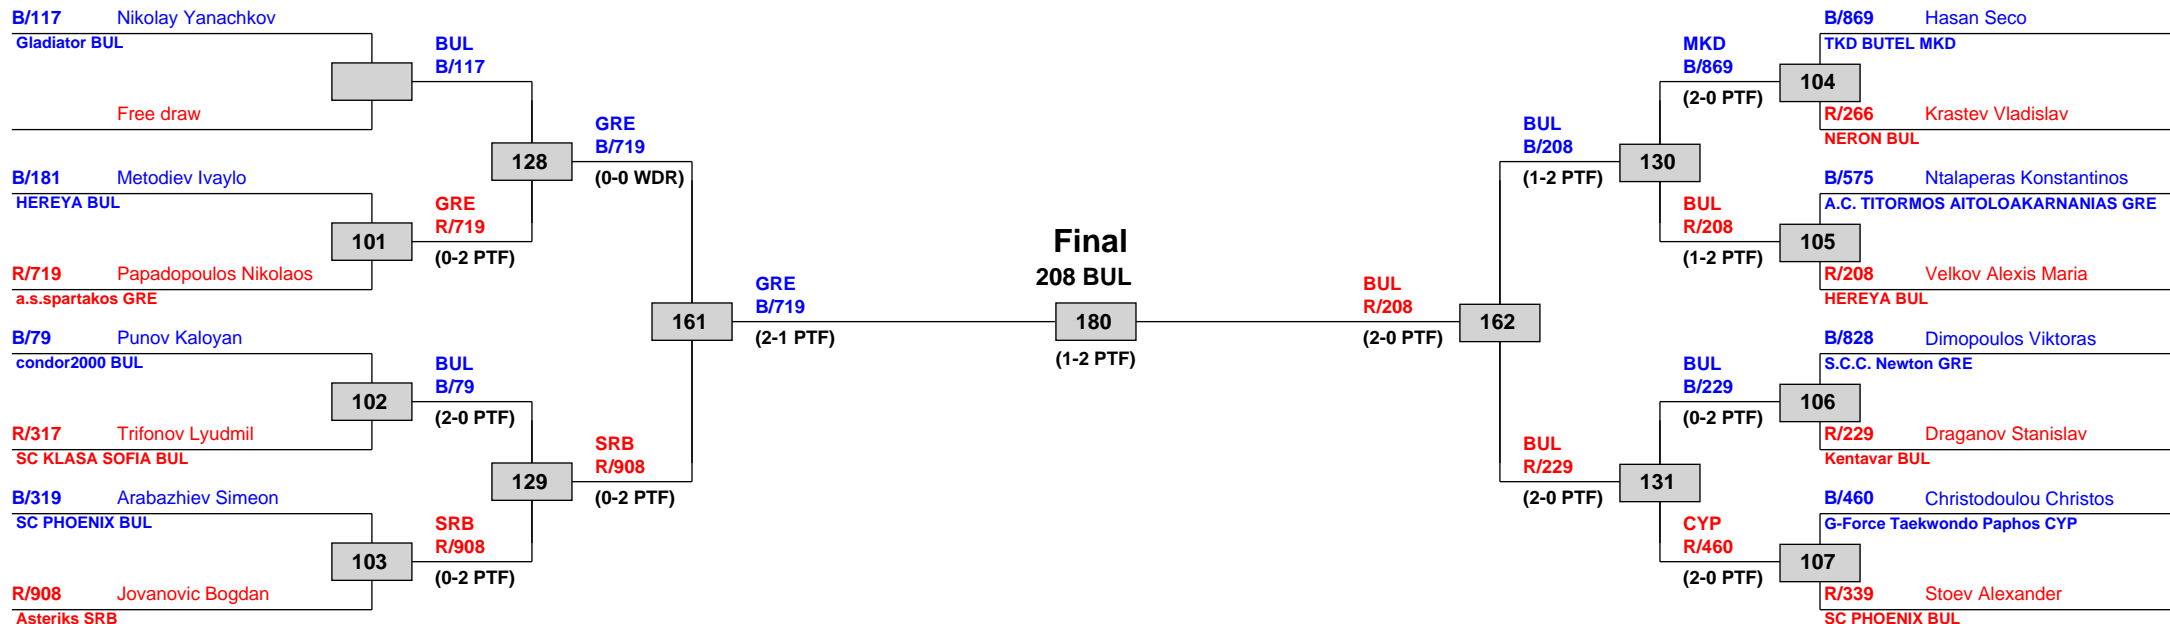 B/117 Nikolay Yanachkov
Gladiator BUL
Free draw
B/181 Metodiev Ivaylo
HEREYA BUL
R/719 Papadopoulos Nikolaos
a.s.spartakos GRE
B/79 Punov Kaloyan
condor2000 BUL
R/317 Trifonov Lyudmil
SC KLASA SOFIA BUL
B/319 Arabazhiev Simeon
SC PHOENIX BUL
R/908 Jovanovic Bogdan
Asteriks SRB
101
102
103
BUL
B/117
GRE
R/719
(0-2 PTF)
BUL
B/79
(2-0 PTF)
SRB
R/908
(0-2 PTF)
128
129
GRE
B/719
(0-0 WDR)
SRB
R/908
(0-2 PTF)
161
GRE
B/719
(2-1 PTF)
Final
208 BUL
180
(1-2 PTF)
BUL
R/208
(2-0 PTF)
162
BUL
B/208
(1-2 PTF)
BUL
R/229
(2-0 PTF)
130
131
MKD
B/869
(2-0 PTF)
BUL
R/208
(1-2 PTF)
BUL
B/229
(0-2 PTF)
CYP
R/460
(2-0 PTF)
104
105
106
107
B/869 Hasan Seco
TKD BUTEL MKD
R/266 Krastev Vladislav
NERON BUL
B/575 Ntalaperas Konstantinos
A.C. TITORMOS AITOLOAKARNANIAS GRE
R/208 Velkov Alexis Maria
HEREYA BUL
B/828 Dimopoulos Viktoras
S.C.C. Newton GRE
R/229 Draganov Stanislav
Kentavar BUL
B/460 Christodoulou Christos
G-Force Taekwondo Paphos CYP
R/339 Stoev Alexander
SC PHOENIX BUL